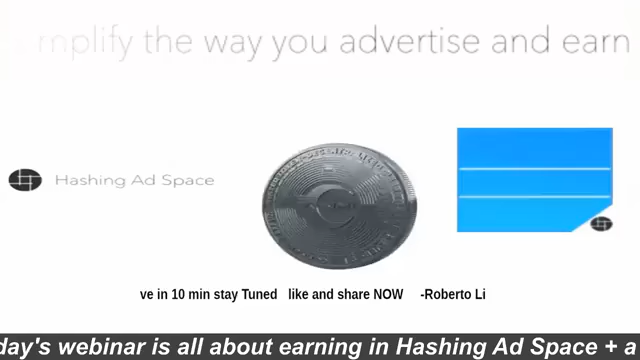 mplify the way you advertise and earn
Hashing Ad Space
ve in 10 min stay Tuned like and share NOW -Roberto Li
day's webinar is all about earning in Hashing Ad Space + a